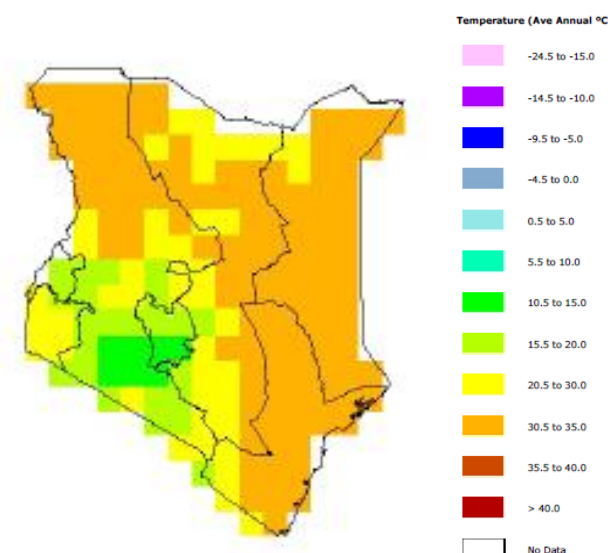 Temperature (Ave Annual ºC
-24.5 to -15.0
-14.5 to -10.0
-9.5 to -5.0
-4.5 to 0.0
0.5 to 5.0
5.5 to 10.0
10.5 to 15.0
15.5 to 20.0
20.5 to 30.0
30.5 to 35.0
35.5 to 40.0
> 40.0
No Data